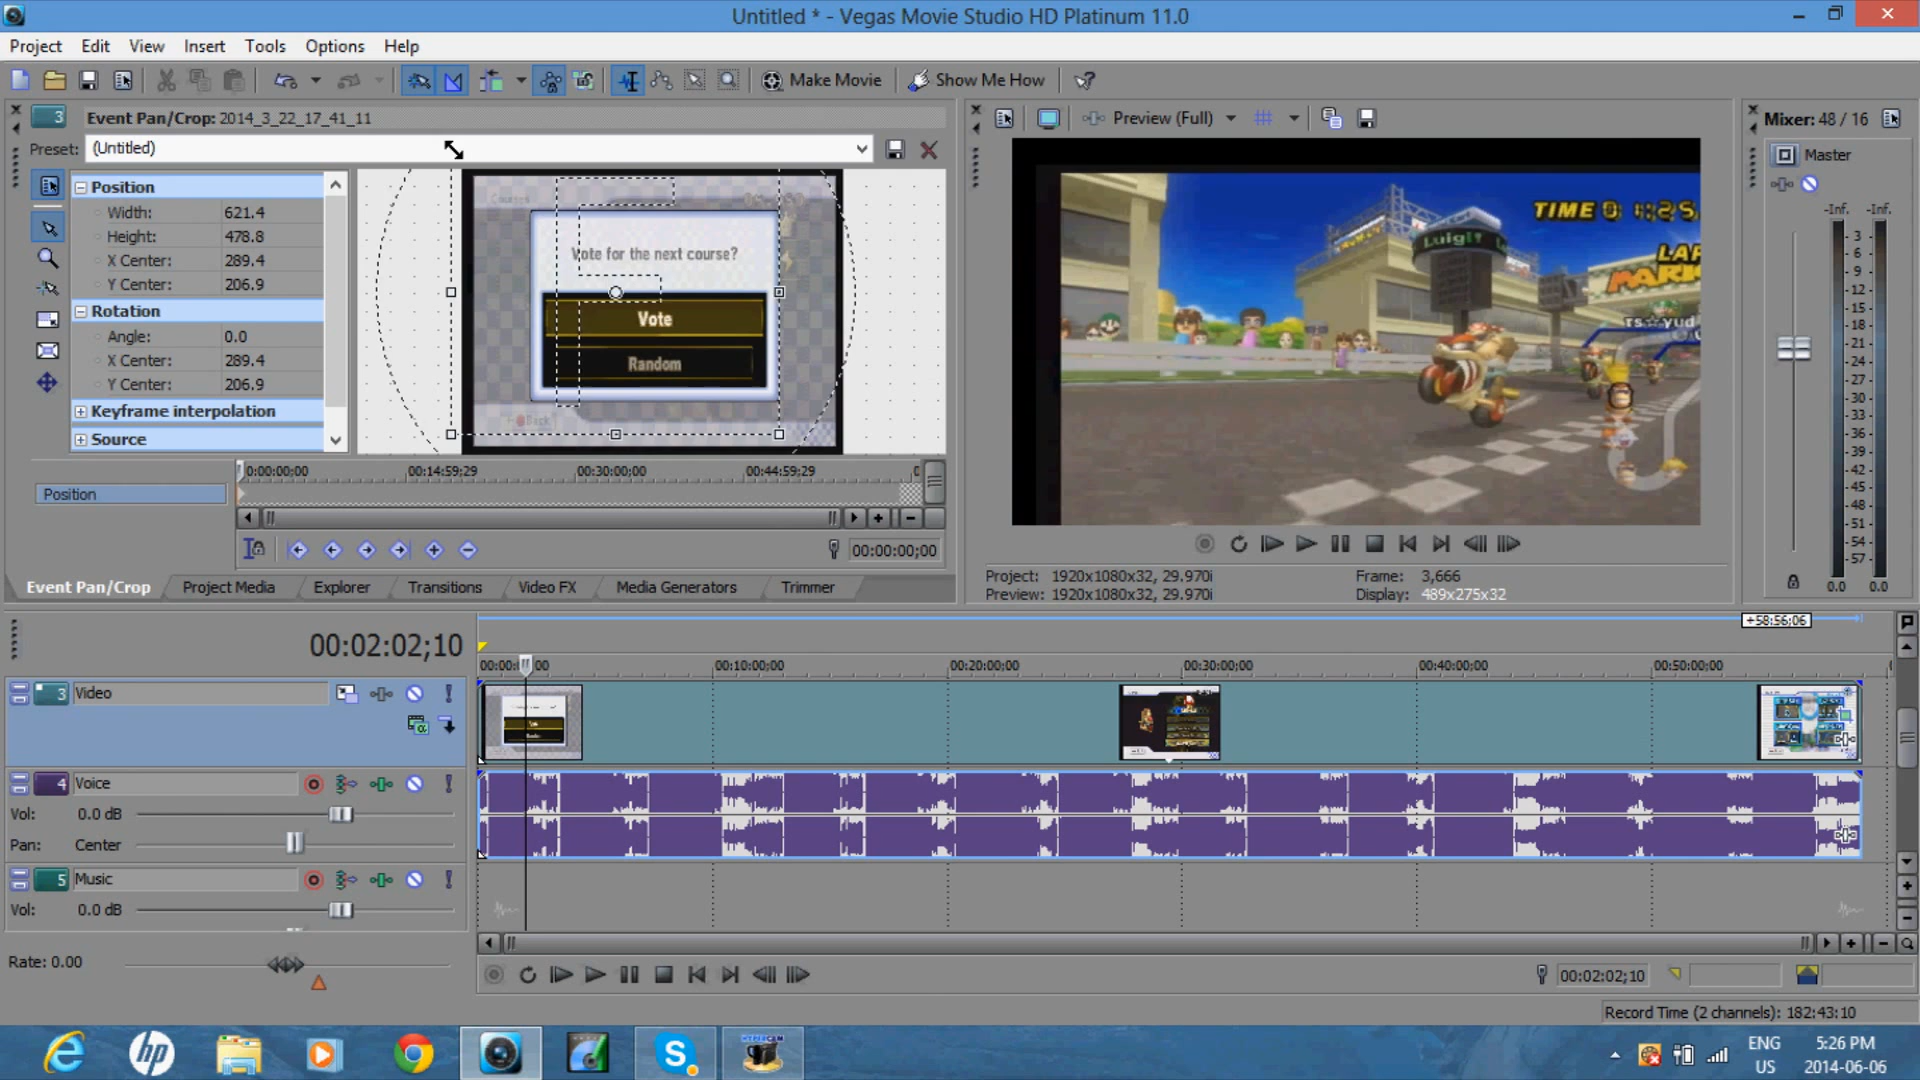 Untitled * - Vegas Movie Studio HD Platinum 11.0
Project Edit View Insert Tools Options Help
Make Movie Show Me How
3 Event Pan/Crop: 2014_3_22_17_41_11
Preset: (Untitled)
Position
Width: 621.4
Height: 478.8
X Center: 289.4
Y Center: 206.9
Rotation
Angle: 0.0
X Center: 289.4
Y Center: 206.9
Keyframe interpolation
Source
Courses
Vote for the next course?
Vote
Random
Back
0:00:00;00 00:14:59;29 00:30:00;00 00:44:59;29
Position
00:00:00;00
Event Pan/Crop Project Media Explorer Transitions Video FX Media Generators Trimmer
Preview (Full)
TIME 0
Luigi
LAP
MARIO
Project: 1920x1080x32, 29.970i
Preview: 1920x1080x32, 29.970i
Frame: 3,666
Display: 489x275x32
Mixer: 48 / 16
Master
-Inf. -Inf.
3
6
9
12
15
18
21
24
27
30
33
36
39
42
45
48
51
54
57
0.0 0.0
00:02:02;10
+58:56:06
00:10:00;00 00:20:00;00 00:30:00;00 00:40:00;00 00:50:00;00
3 Video
4 Voice
Vol: 0.0 dB
Pan: Center
5 Music
Vol: 0.0 dB
Rate: 0.00
00:02:02;10
Record Time (2 channels): 182:43:10
HYPERCAM
ENG
US
5:26 PM
2014-06-06